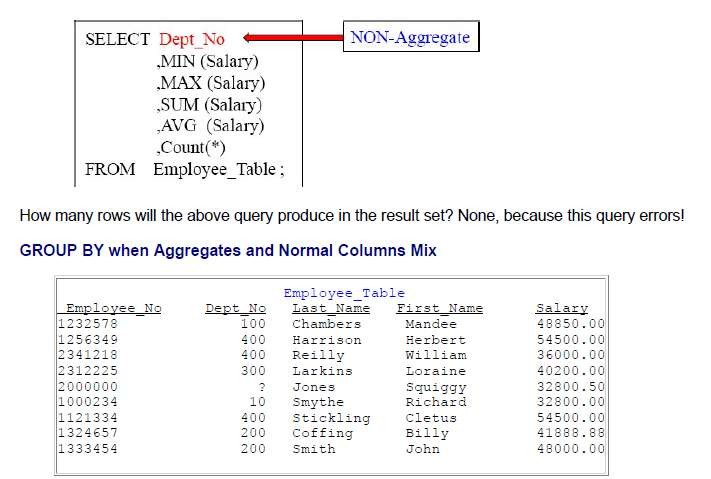 SELECT Dept_No
NON-Aggregate
,MIN (Salary)
,MAX (Salary)
,SUM (Salary)
,AVG (Salary)
,Count(*)
FROM Employee_Table ;
How many rows will the above query produce in the result set? None, because this query errors!
GROUP BY when Aggregates and Normal Columns Mix
Employee_Table
Employee_No Dept_No Last_Name First_Name Salary
1232578 100 Chambers Mandee 48850.00
1256349 400 Harrison Herbert 54500.00
2341218 400 Reilly William 36000.00
2312225 300 Larkins Loraine 40200.00
2000000 ? Jones Squiggy 32800.50
1000234 10 Smythe Richard 32800.00
1121334 400 Stickling Cletus 54500.00
1324657 200 Coffing Billy 41888.88
1333454 200 Smith John 48000.00